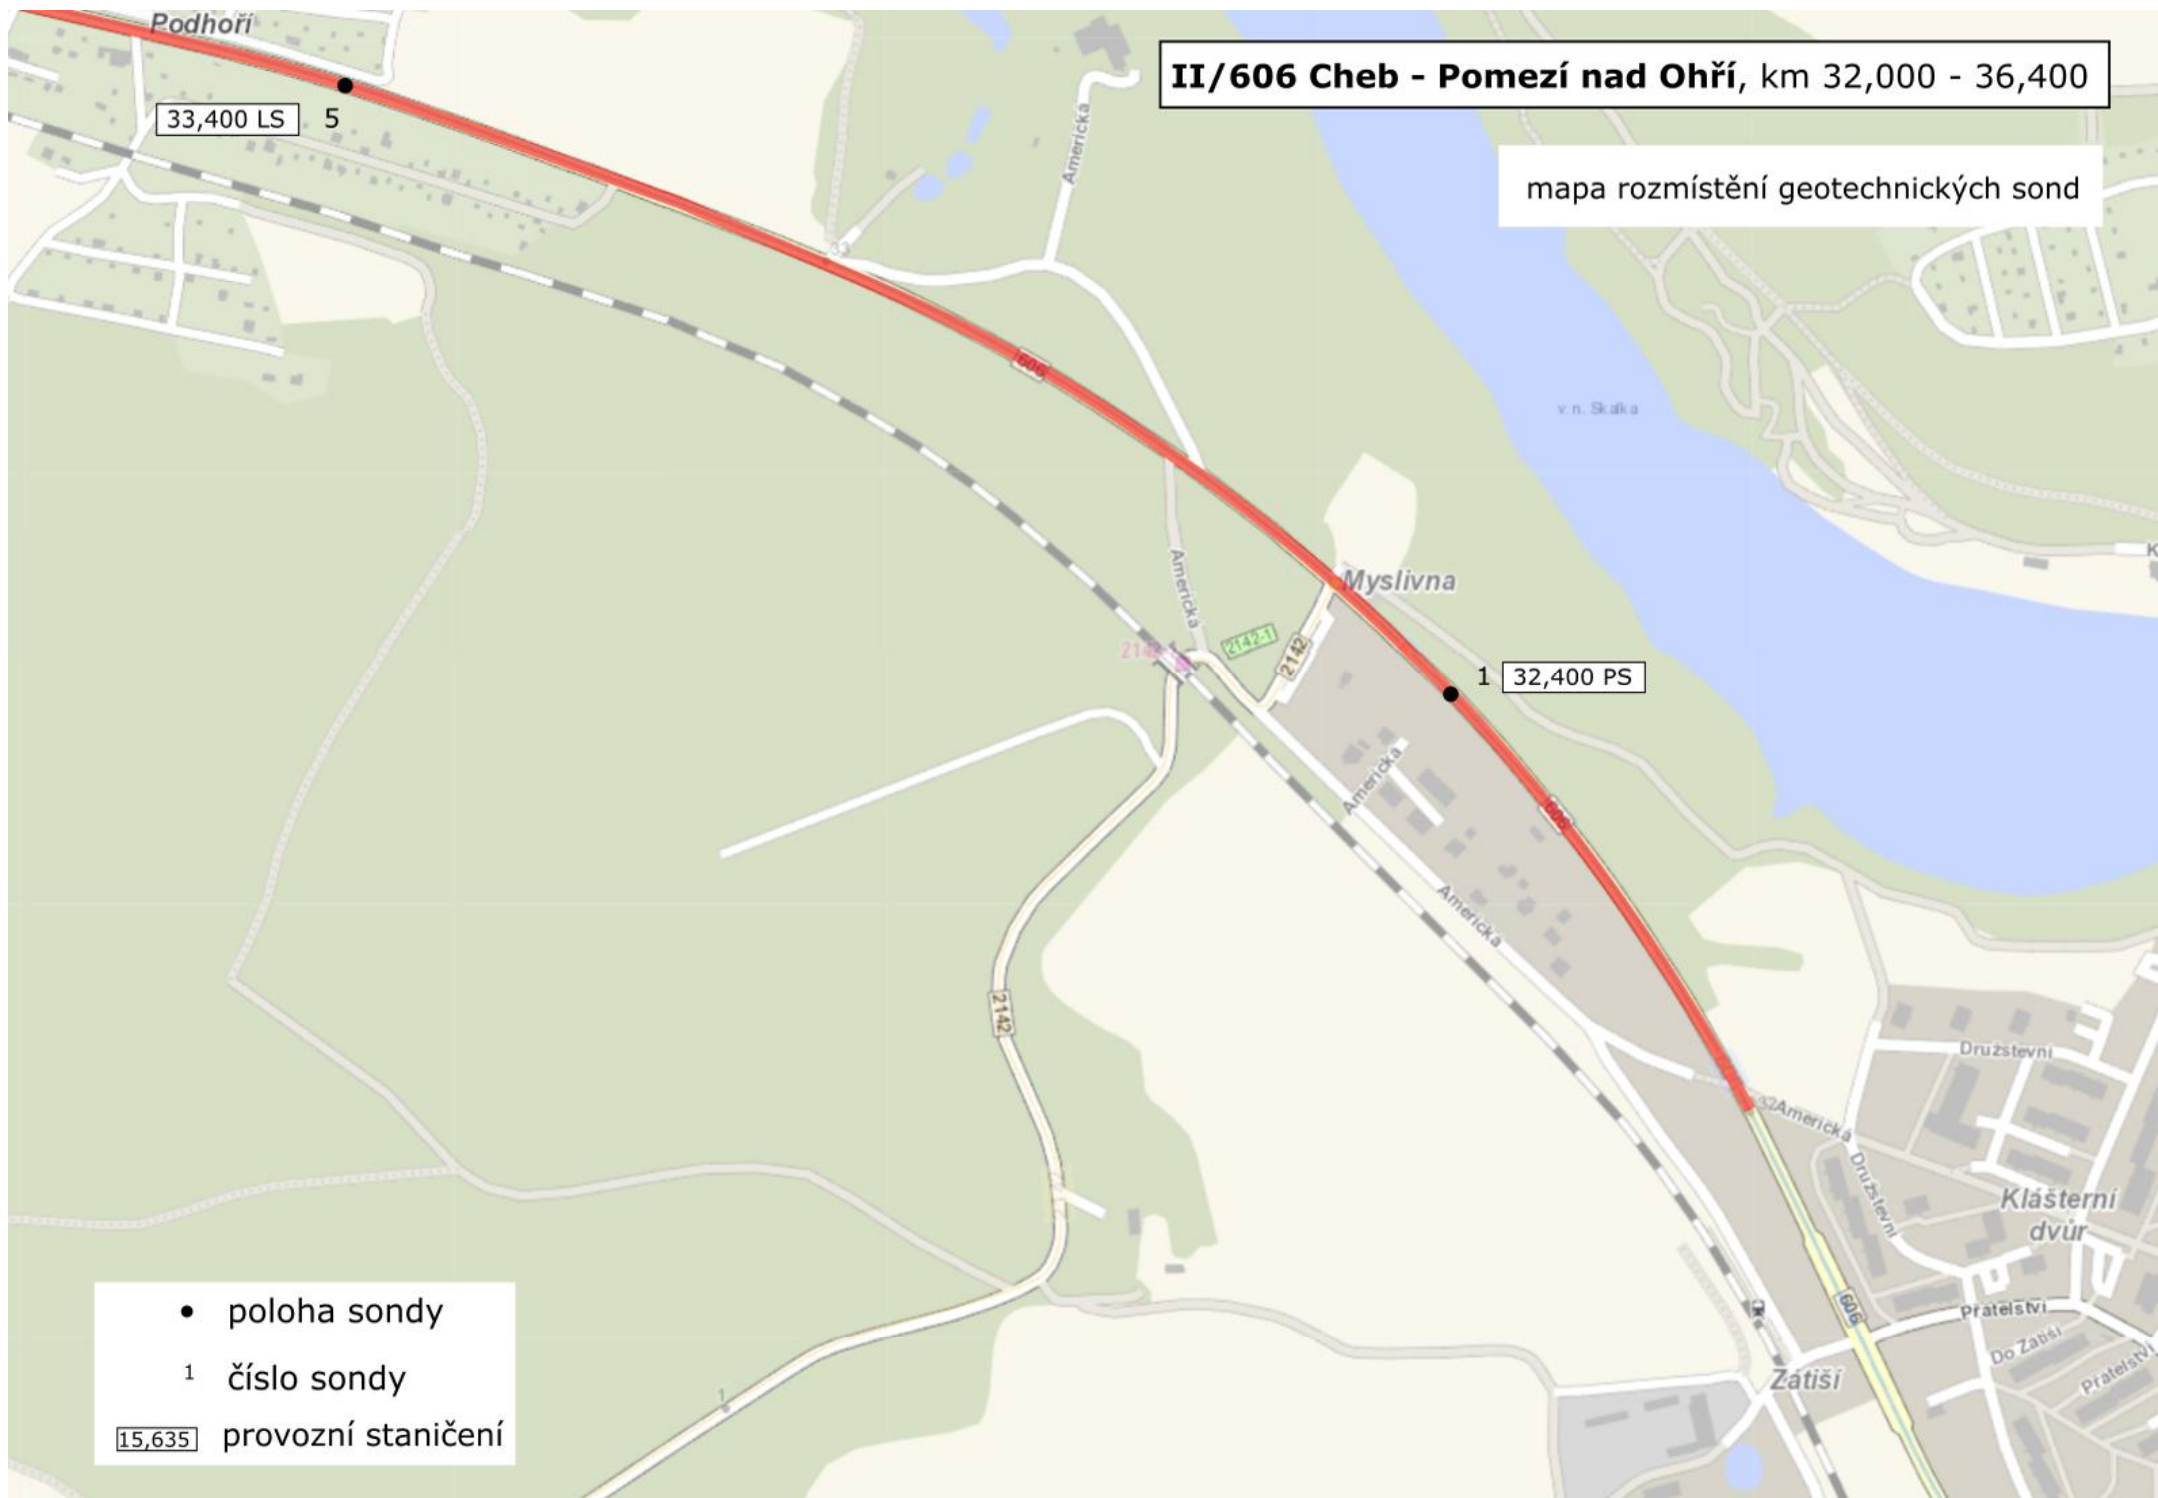 Podhoří
II/606 Cheb - Pomezí nad Ohří, km 32,000 - 36,400
33,400 LS 5
Americká
mapa rozmístění geotechnických sond
33
606
v. n. Skalka
Americká
Myslivna
2142-1
2142
1 32,400 PS
Americká
606
Americká
2142
Družstevní
32
Americká
Družstevní
Klášterní
dvůr
606
Přátelství
Do Zátiší
Přátelství
Zátiší
1
• poloha sondy
1 číslo sondy
15,635 provozní staničení